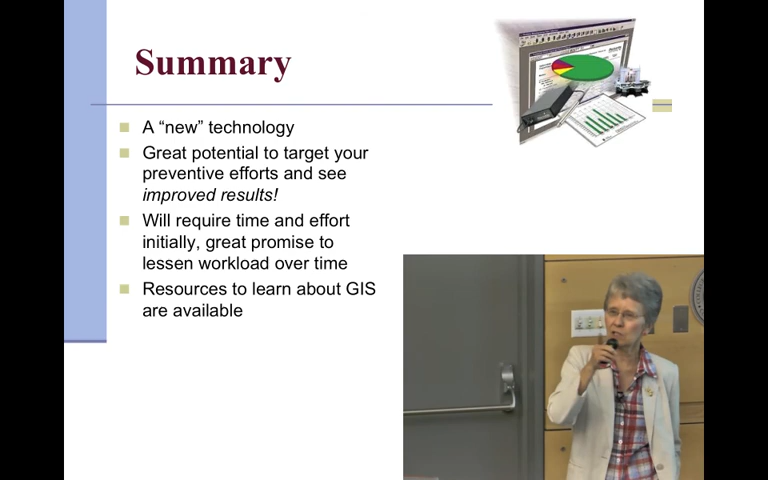 Summary
A “new” technology
Great potential to target your
preventive efforts and see
improved results!
Will require time and effort
initially, great promise to
lessen workload over time
Resources to learn about GIS
are available